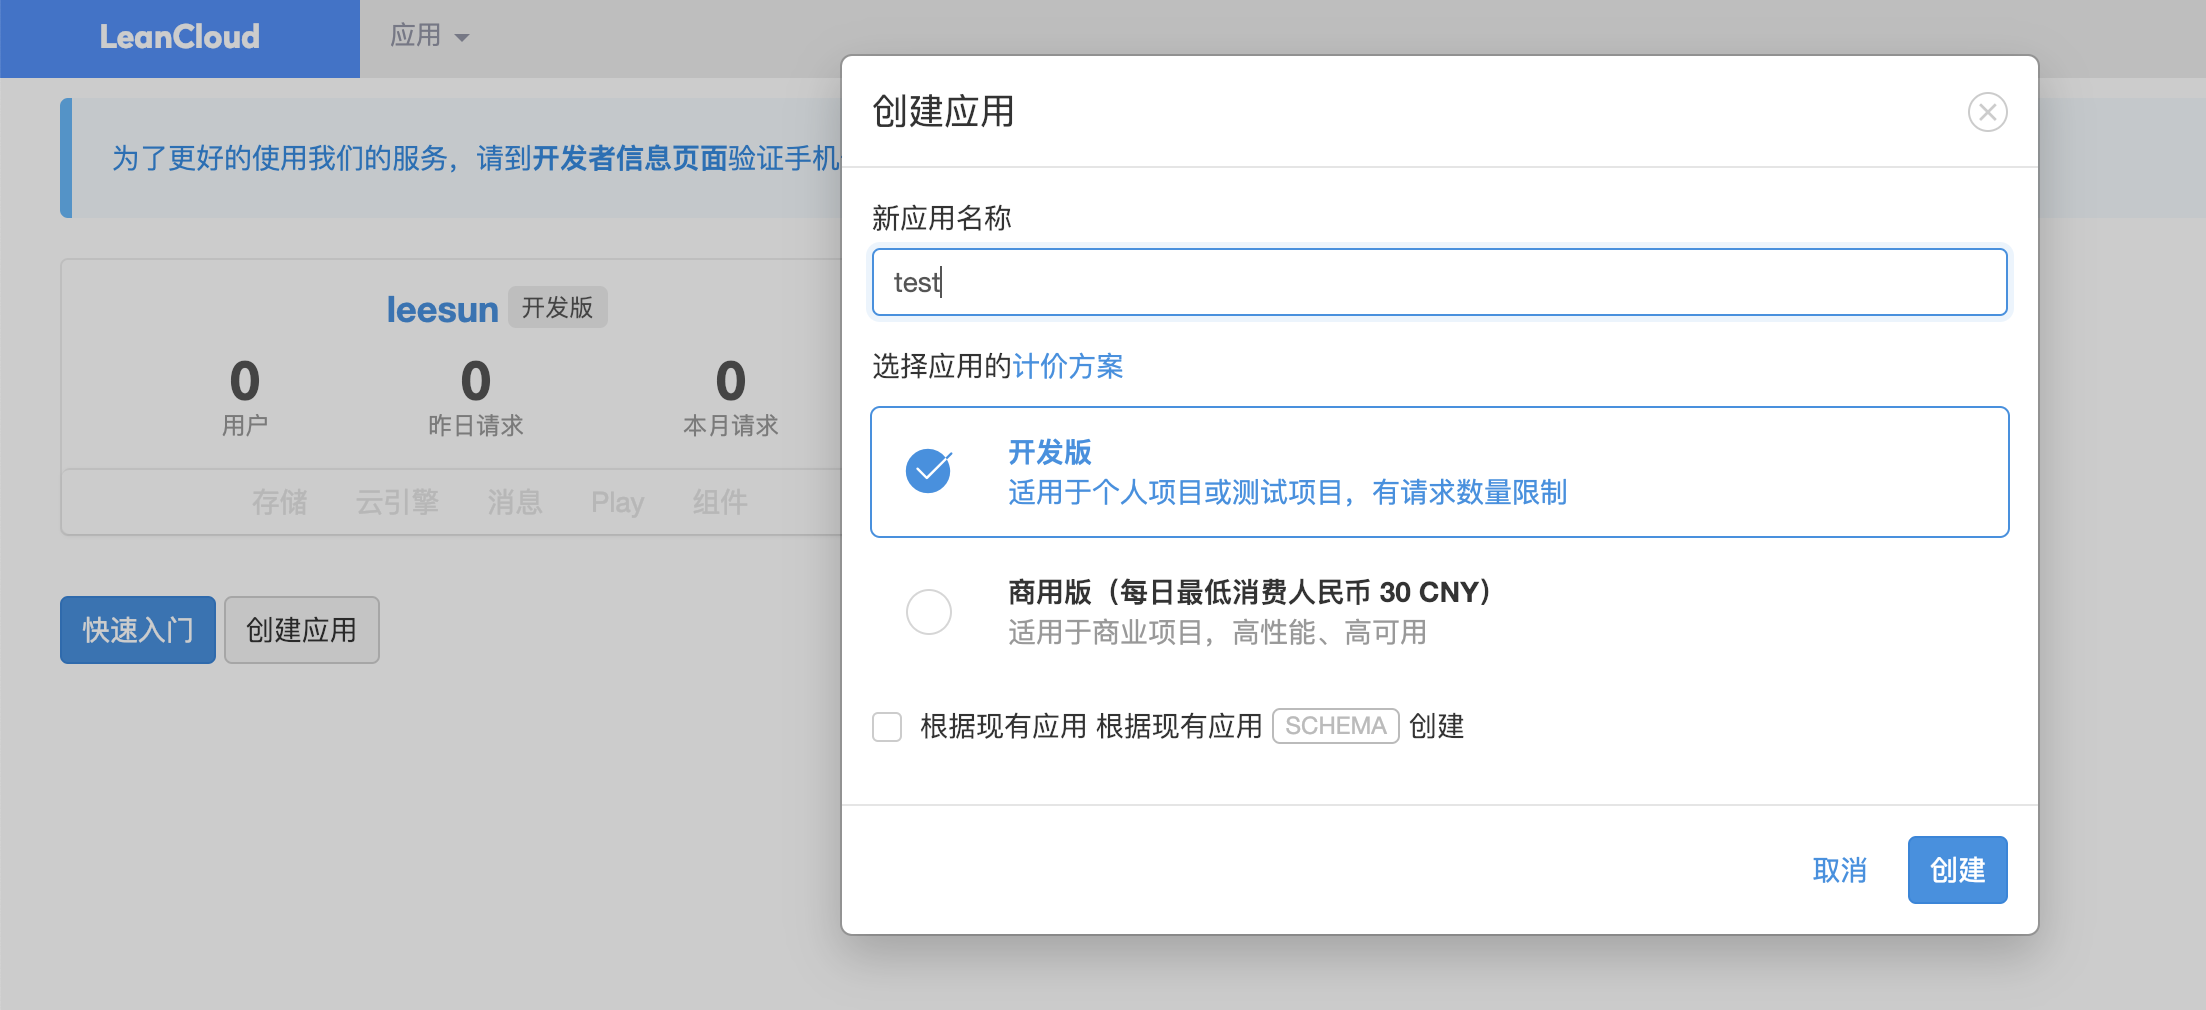 LeanCloud
应用
为了更好的使用我们的服务，请到开发者信息页面验证手机
leesun 开发版
0 0 0
用户 昨日请求 本月请求
存储 云引擎 消息 Play 组件
快速入门 创建应用
创建应用
新应用名称
test
选择应用的计价方案
开发版
适用于个人项目或测试项目，有请求数量限制
商用版（每日最低消费人民币 30 CNY）
适用于商业项目，高性能、高可用
根据现有应用 根据现有应用 SCHEMA 创建
取消 创建